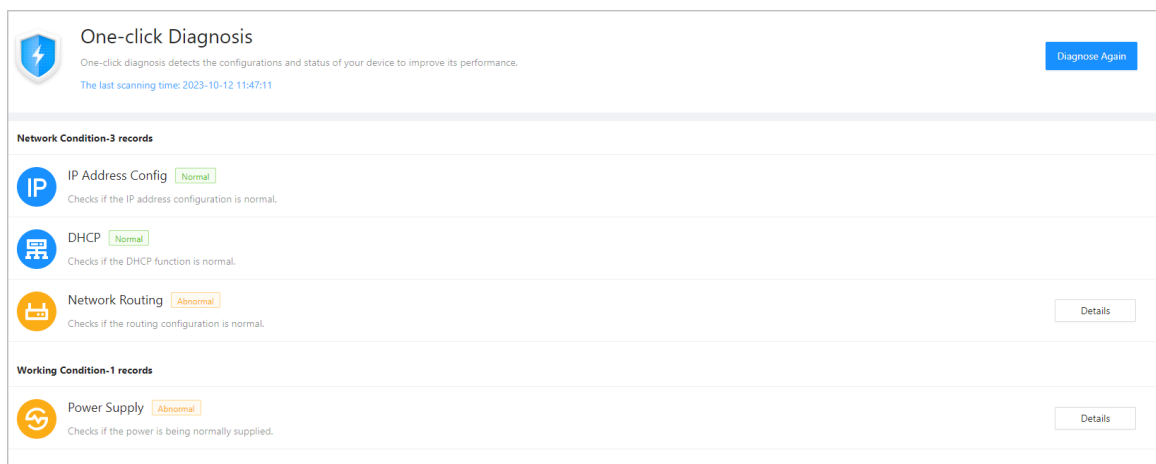 One-click Diagnosis
One-click diagnosis detects the configurations and status of your device to improve its performance.
The last scanning time: 2023-10-12 11:47:11
Diagnose Again
Network Condition-3 records
IP
IP Address Config Normal
Checks if the IP address configuration is normal.
DHCP Normal
Checks if the DHCP function is normal.
Network Routing Abnormal
Checks if the routing configuration is normal.
Details
Working Condition-1 records
Power Supply Abnormal
Checks if the power is being normally supplied.
Details